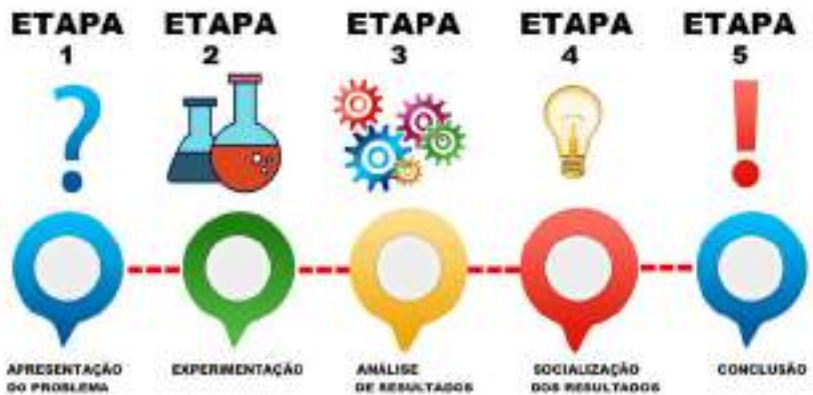 ETAPA
1
ETAPA
2
ETAPA
3
ETAPA
4
ETAPA
5
APRESENTAÇÃO
DO PROBLEMA
EXPERIMENTAÇÃO
ANÁLISE
DE RESULTADOS
SOCIALIZAÇÃO
DOS RESULTADOS
CONCLUSÃO